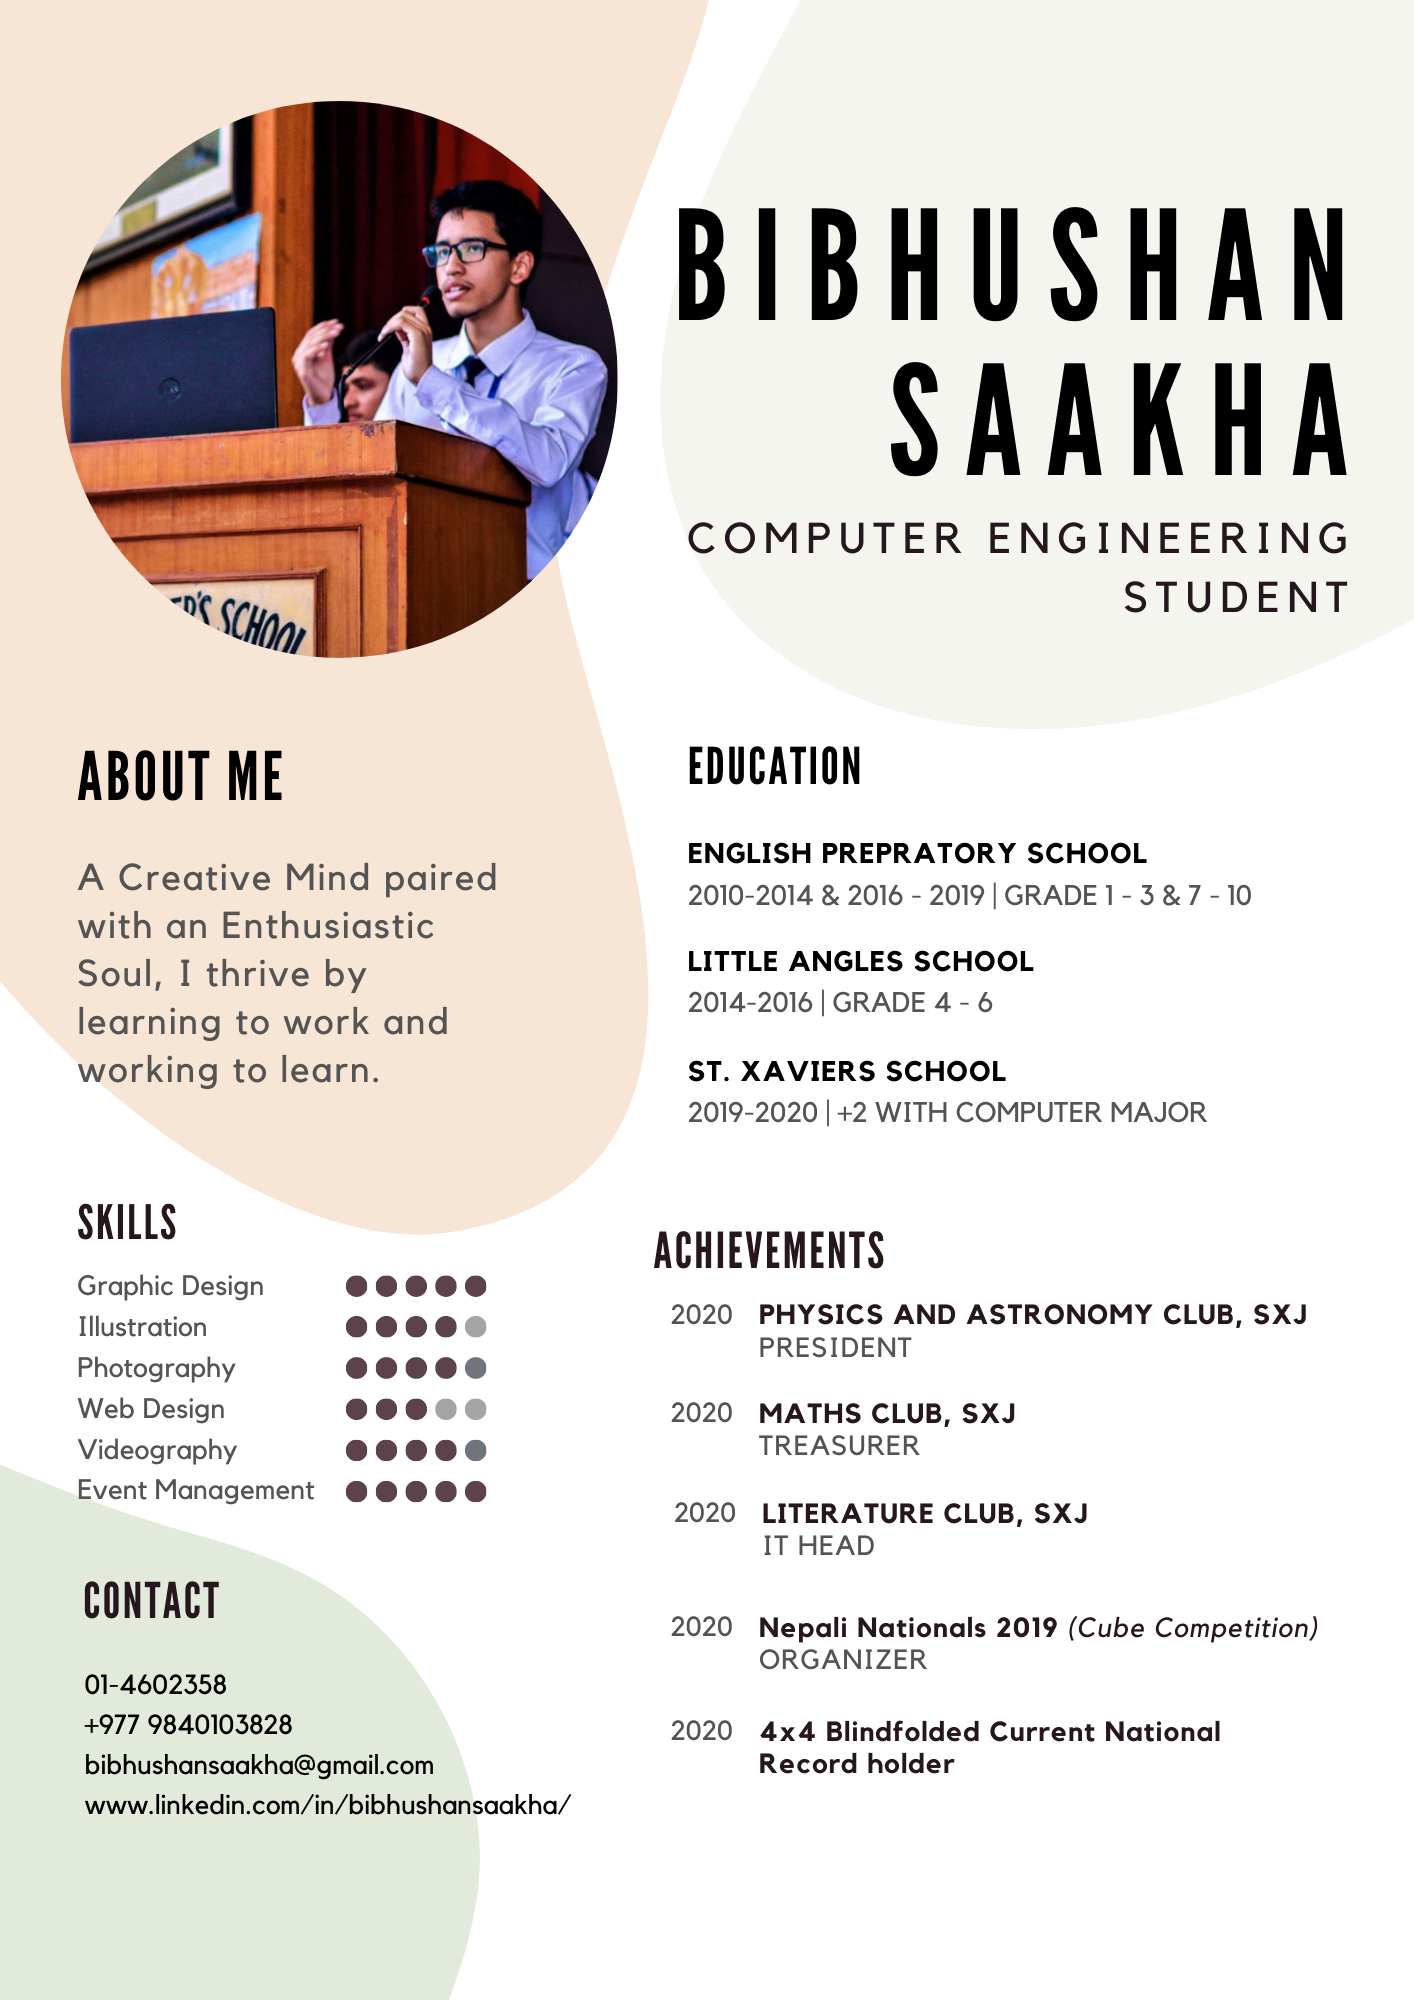 BIBHUSHAN
SAAKHA
COMPUTER ENGINEERING
STUDENT
ER'S SCHOOL
ABOUT ME
A Creative Mind paired
with an Enthusiastic
Soul, I thrive by
learning to work and
working to learn.
SKILLS
Graphic Design
Illustration
Photography
Web Design
Videography
Event Management
CONTACT
01-4602358
+977 9840103828
bibhushansaakha@gmail.com
www.linkedin.com/in/bibhushansaakha/
EDUCATION
ENGLISH PREPRATORY SCHOOL
2010-2014 & 2016 - 2019 | GRADE 1 - 3 & 7 - 10
LITTLE ANGLES SCHOOL
2014-2016 | GRADE 4 - 6
ST. XAVIERS SCHOOL
2019-2020 | +2 WITH COMPUTER MAJOR
ACHIEVEMENTS
2020 PHYSICS AND ASTRONOMY CLUB, SXJ
PRESIDENT
2020 MATHS CLUB, SXJ
TREASURER
2020 LITERATURE CLUB, SXJ
IT HEAD
2020 Nepali Nationals 2019 (Cube Competition)
ORGANIZER
2020 4x4 Blindfolded Current National
Record holder